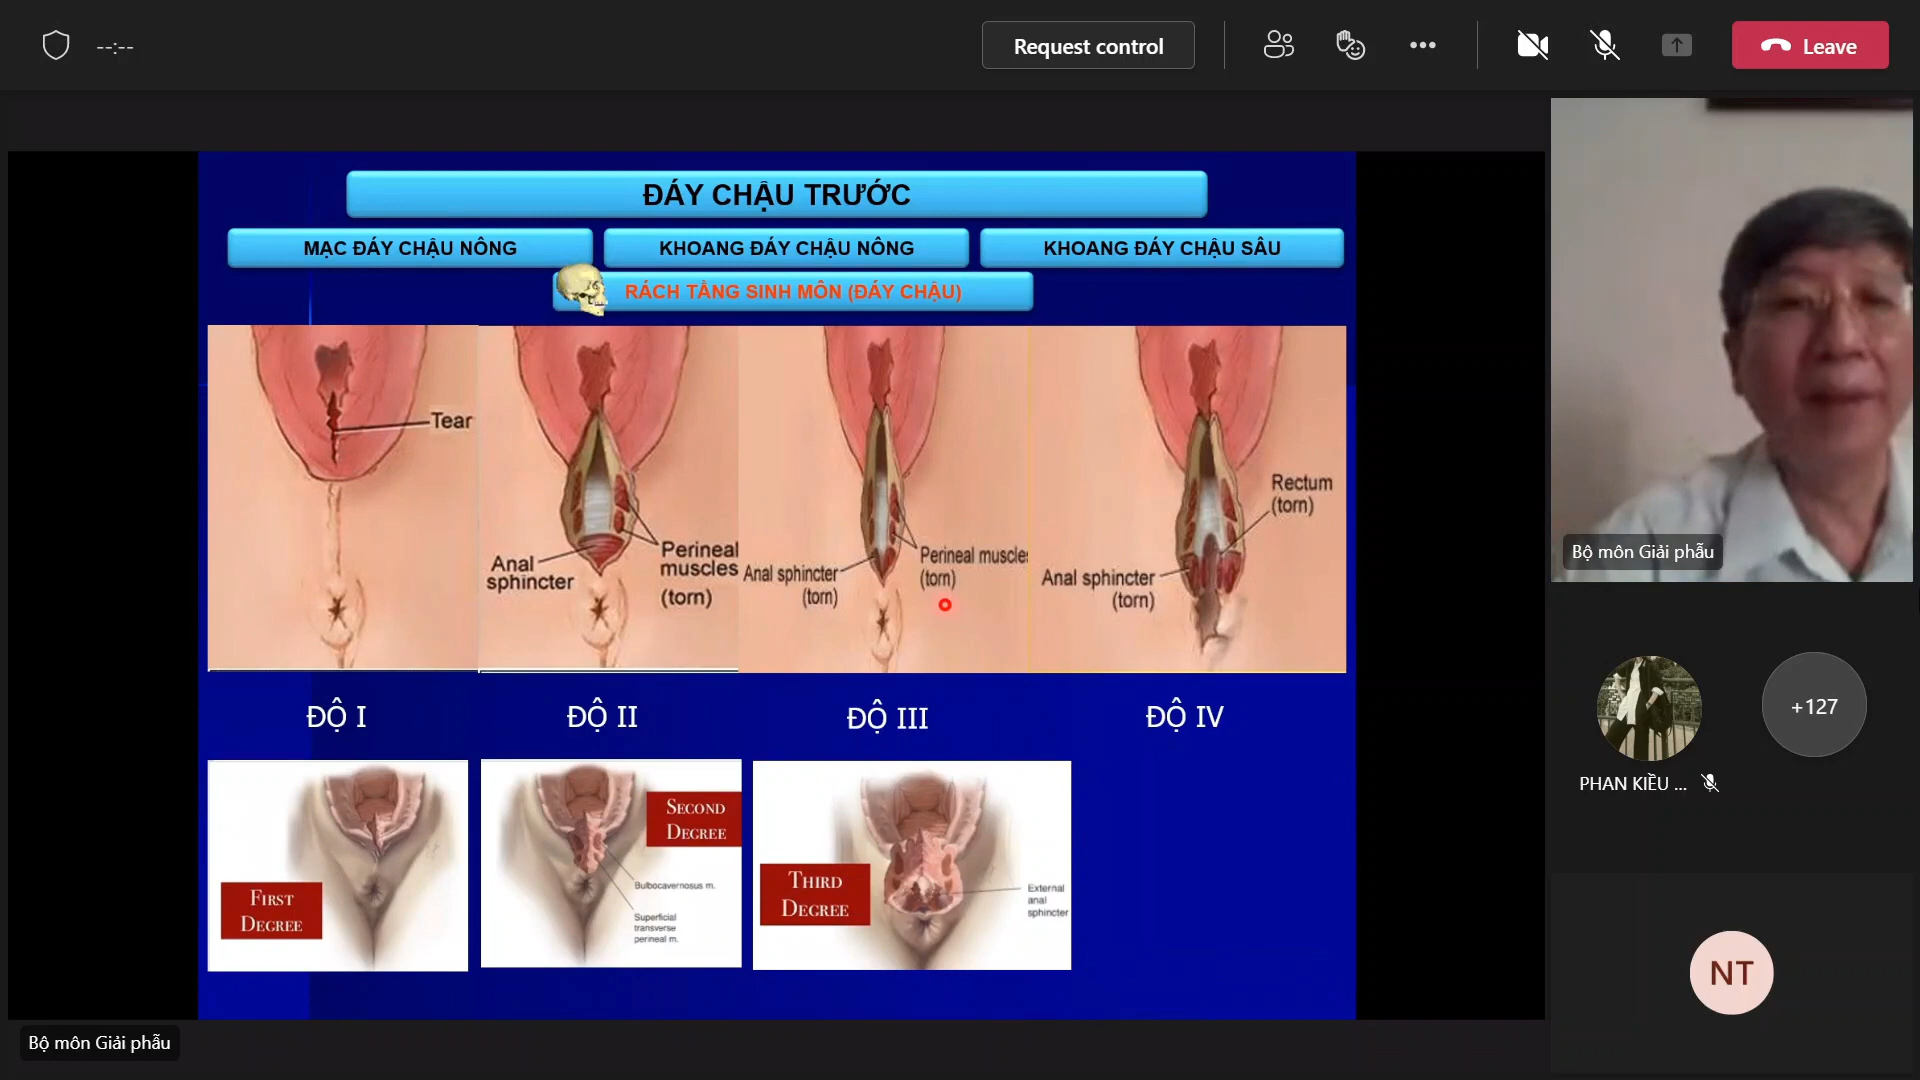 --:--
Request control
Leave
ĐÁY CHẬU TRƯỚC
MẠC ĐÁY CHẬU NÔNG
KHOANG ĐÁY CHẬU NÔNG
KHOANG ĐÁY CHẬU SÂU
RÁCH TẦNG SINH MÔN (ĐÁY CHẬU)
Tear
Anal
sphincter
Perineal
muscles
(torn)
Anal sphincter
(torn)
Perineal muscles
(torn)
Anal sphincter
(torn)
Rectum
(torn)
ĐỘ I
ĐỘ II
ĐỘ III
ĐỘ IV
FIRST
DEGREE
SECOND
DEGREE
Bulbocavernosus m.
Superficial
transverse
perineal m.
THIRD
DEGREE
External
anal
sphincter
Bộ môn Giải phẫu
Bộ môn Giải phẫu
PHAN KIỀU ...
+127
NT